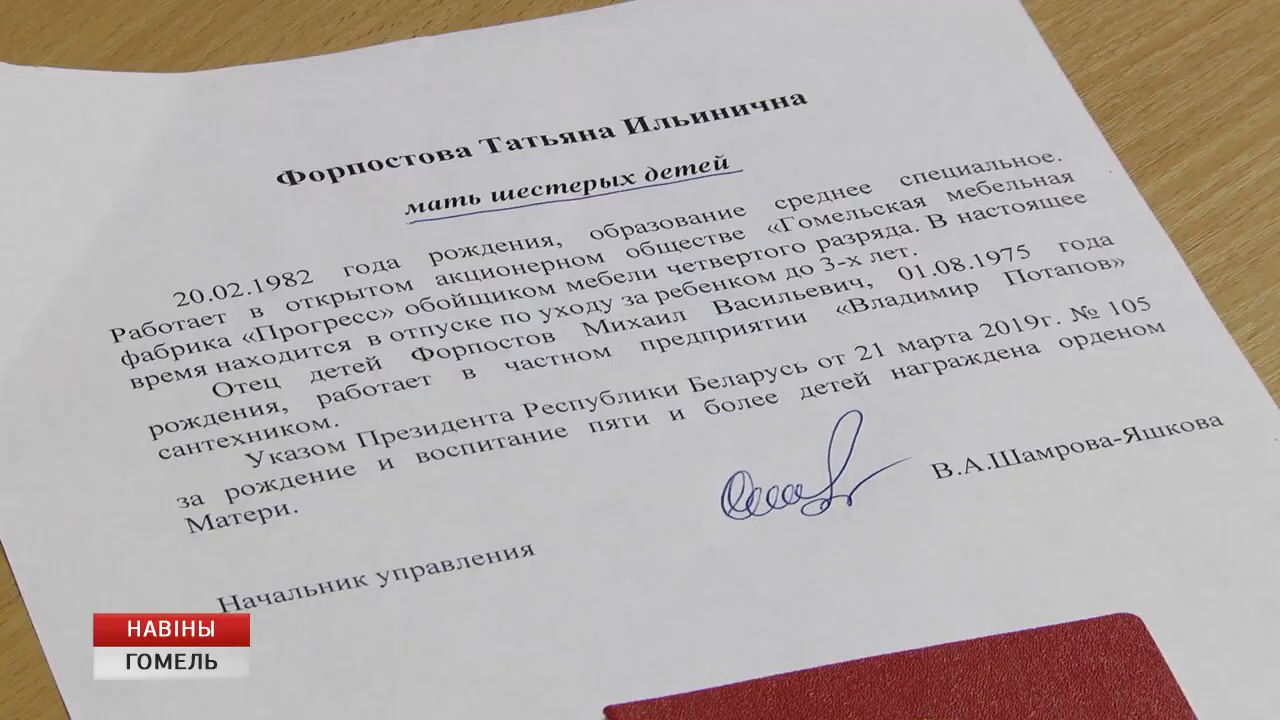 Форпостова Татьяна Ильинична
мать шестерых детей
20.02.1982 года рождения, образование среднее специальное.
Работает в открытом акционерном обществе «Гомельская мебельная
фабрика «Прогресс» обойщиком мебели четвертого разряда. В настоящее
время находится в отпуске по уходу за ребенком до 3-х лет.
Отец детей Форпостов Михаил Васильевич, 01.08.1975 года
рождения, работает в частном предприятии «Владимир Потапов»
сантехником.
Указом Президента Республики Беларусь от 21 марта 2019г. № 105
за рождение и воспитание пяти и более детей награждена орденом
Матери.
Начальник управления
В.А.Шамрова-Яшкова
НАВІНЫ
ГОМЕЛЬ